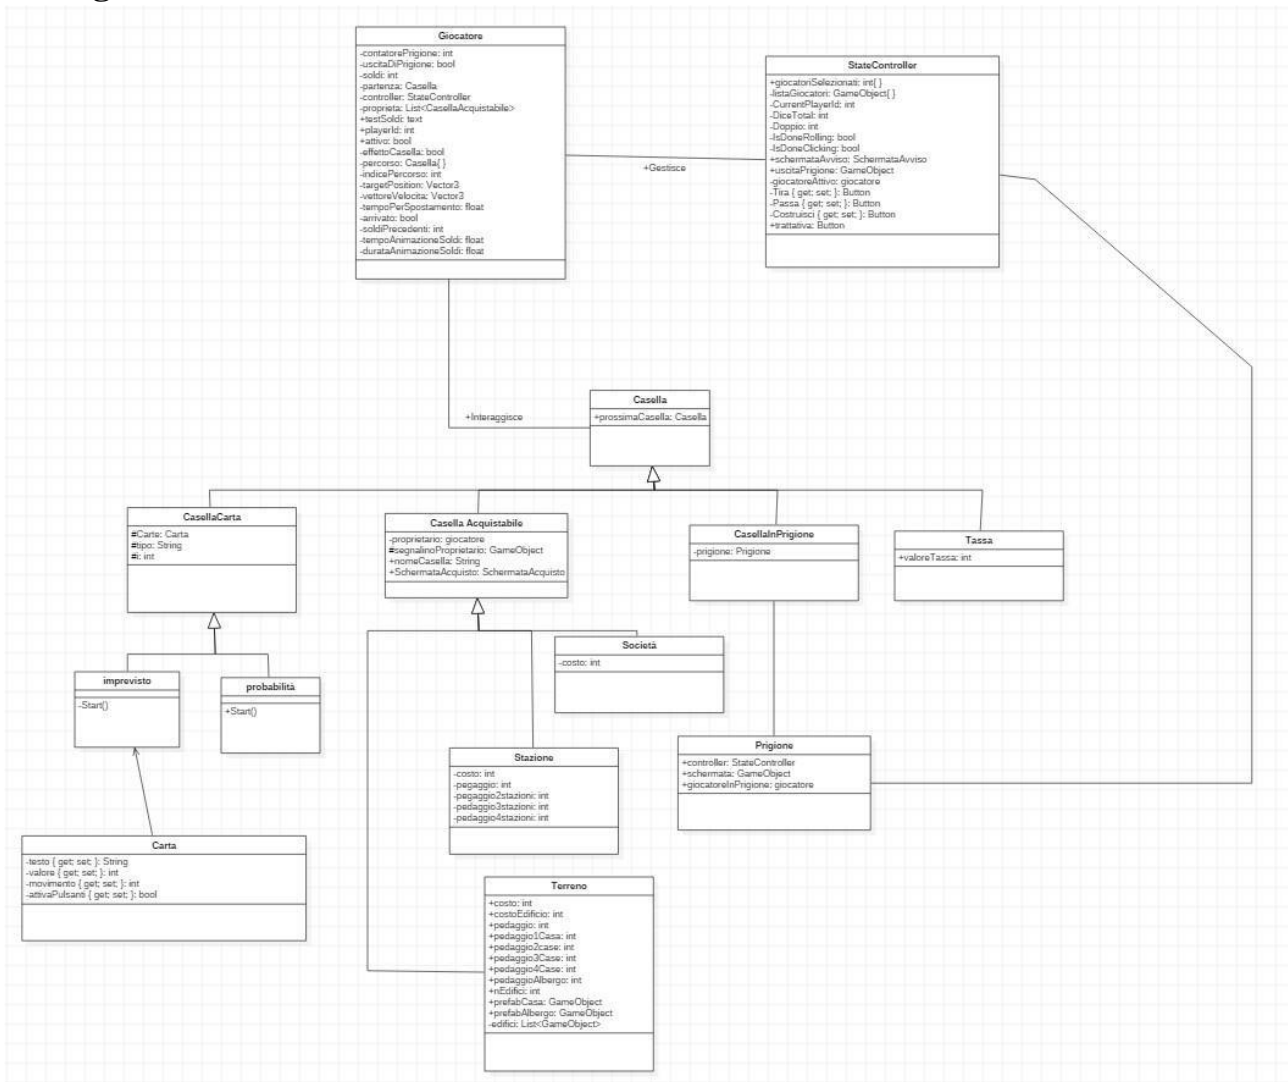 Giocatore
-contatorePrigione: int
-uscitaDiPrigione: bool
-soldi: int
-partenza: Casella
-controller: StateController
-proprieta: List<CasellaAcquistabile>
+testSoldi: text
+playerId: int
+attivo: bool
-effettoCasella: bool
-percorso: Casella{ }
-indicePercorso: int
-targetPosition: Vector3
-vettoreVelocita: Vector3
-tempoPerSpostamento: float
-arrivato: bool
-soldiPrecedenti: int
-tempoAnimazioneSoldi: float
-durataAnimazioneSoldi: float
StateController
+giocatoriSelezionati: int{ }
-listaGiocatori: GameObject{ }
-CurrentPlayerId: int
-DiceTotal: int
-Doppio: int
-IsDoneRolling: bool
-IsDoneClicking: bool
+schermataAvviso: SchermataAvviso
+uscitaPrigione: GameObject
-giocatoreAttivo: giocatore
-Tira { get; set; }: Button
-Passa { get; set; }: Button
-Costruisci { get; set; }: Button
+trattativa: Button
+Gestisce
+Interaggisce
Casella
+prossimaCasella: Casella
CasellaCarta
#Carte: Carta
#tipo: String
#i: int
Casella Acquistabile
-proprietario: giocatore
#segnalinoProprietario: GameObject
+nomeCasella: String
+SchermataAcquisto: SchermataAcquisto
CasellaInPrigione
-prigione: Prigione
Tassa
+valoreTassa: int
imprevisto
-Start()
probabilità
+Start()
Società
-costo: int
Stazione
-costo: int
-pegaggio: int
-pegaggio2stazioni: int
-pedaggio3stazioni: int
-pedaggio4stazioni: int
Prigione
+controller: StateController
+schermata: GameObject
+giocatoreInPrigione: giocatore
Carta
-testo { get; set; }: String
-valore { get; set; }: int
-movimento { get; set; }: int
-attivaPulsanti { get; set; }: bool
Terreno
+costo: int
+costoEdificio: int
+pedaggio: int
+pedaggio1Casa: int
+pedaggio2case: int
+pedaggio3Case: int
+pedaggio4Case: int
+pedaggioAlbergo: int
+nEdifici: int
+prefabCasa: GameObject
+prefabAlbergo: GameObject
-edifici: List<GameObject>